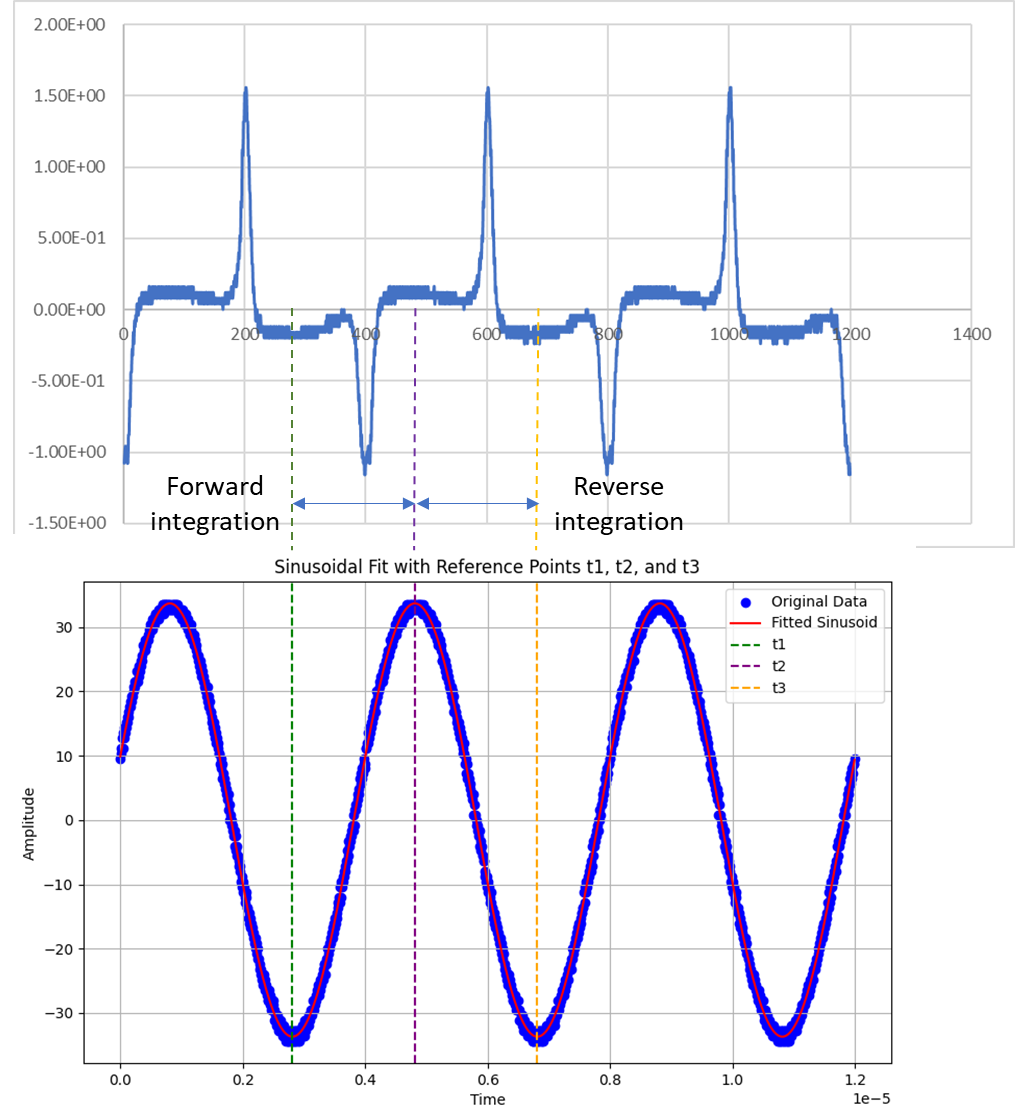 2.00E+00
1.50E+00
1.00E+00
5.00E-01
0.00E+00
0 200 400 600 800 1000 1200 1400
-5.00E-01
-1.00E+00
-1.50E+00
Forward
integration
Reverse
integration
Sinusoidal Fit with Reference Points t1, t2, and t3
Original Data
Fitted Sinusoid
t1
t2
t3
30
20
10
0
−10
−20
−30
Amplitude
0.0 0.2 0.4 0.6 0.8 1.0 1.2
1e−5
Time